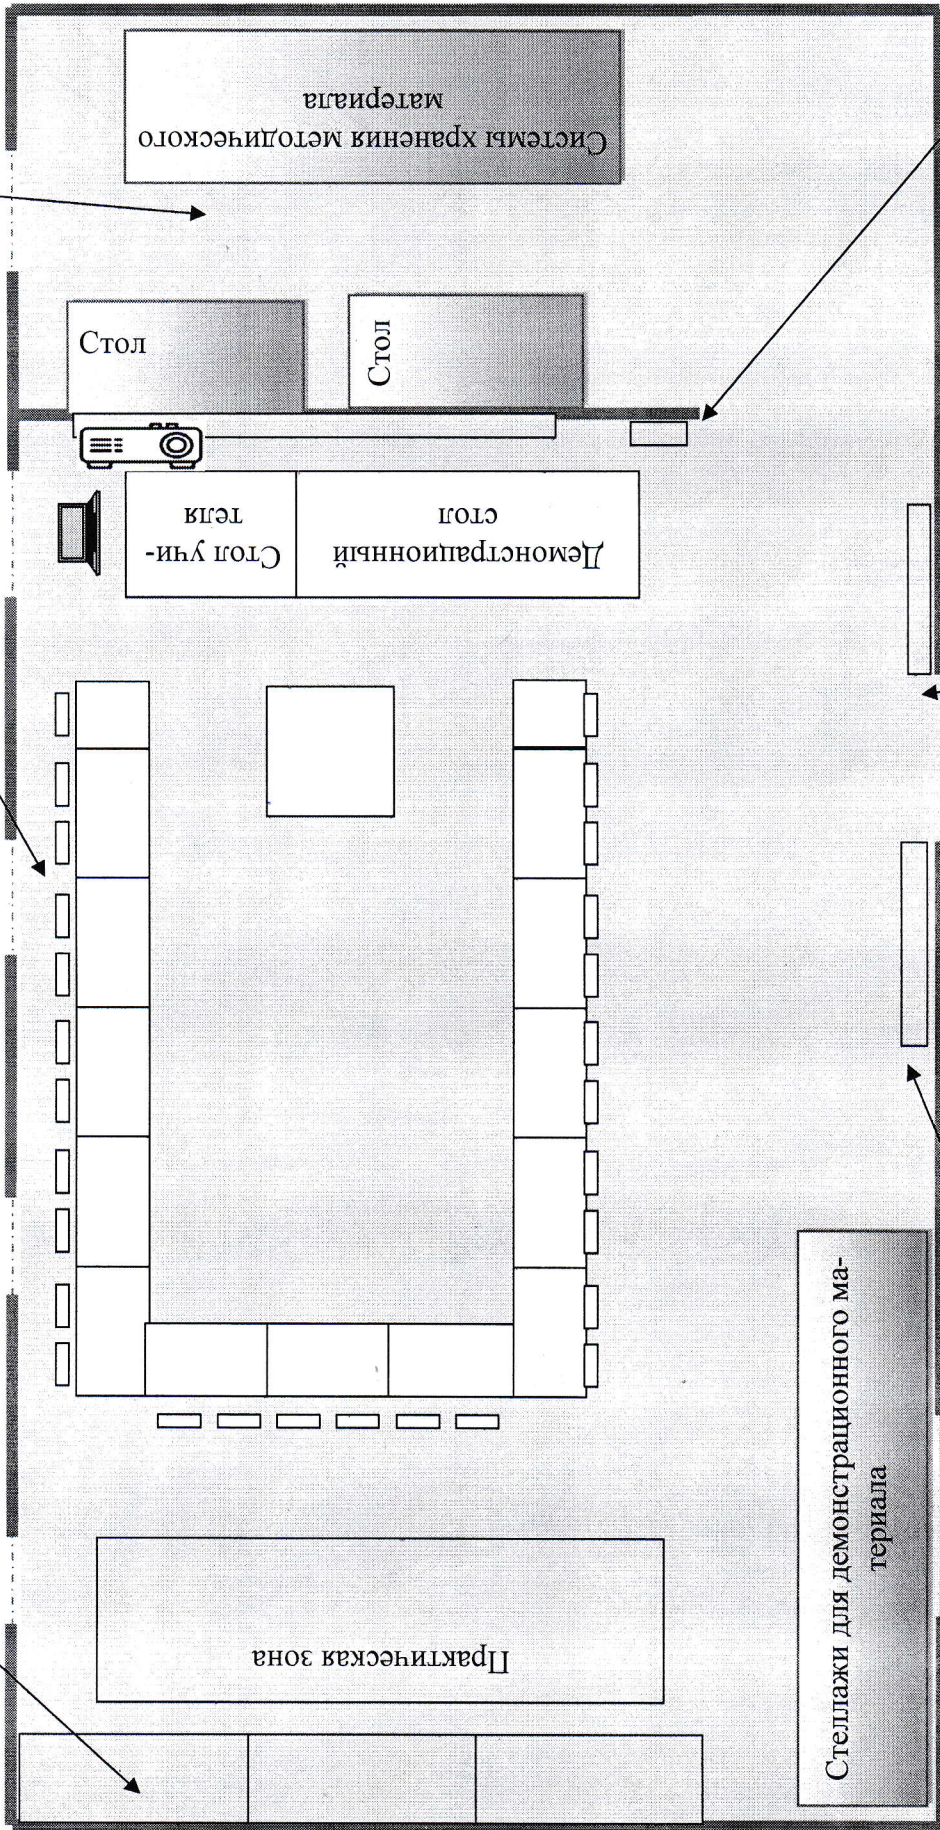 Системы хранения методического
материала
Стол
Стол
Стол учи-
теля
Демонстрационный
стол
Практическая зона
Стеллажи для демонстрационного ма-
териала